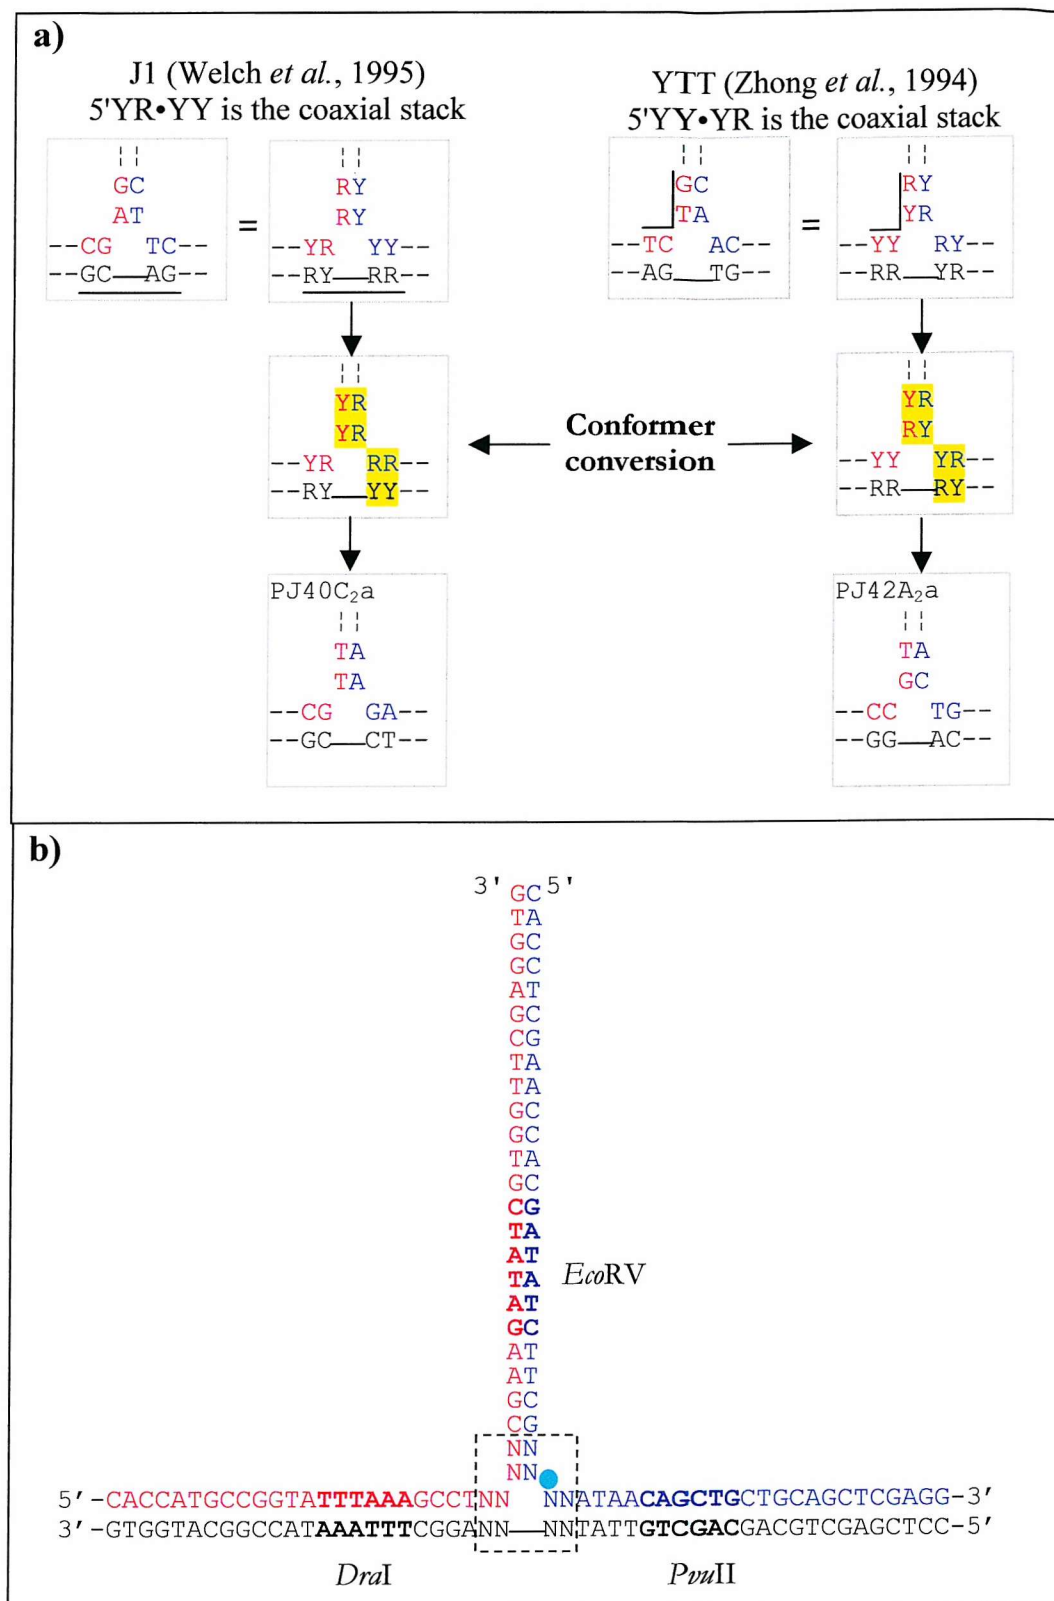 a)
J1 (Welch et al., 1995)
5'YR•YY is the coaxial stack
GC
AT
--CG TC--
--GC—AG--
=
RY
RY
--YR YY--
--RY—RR--
YTT (Zhong et al., 1994)
5'YY•YR is the coaxial stack
GC
TA
--TC AC--
--AG—TG--
=
RY
YR
--YY RY--
--RR—YR--
YR
YR
--YR RR--
--RY—YY--
Conformer
conversion
YR
RY
--YY YR--
--RR—RY--
PJ40C₂a
TA
TA
--CG GA--
--GC—CT--
PJ42A₂a
TA
GC
--CC TG--
--GG—AC--
b)
3' GC 5'
TA
GC
GC
AT
GC
CG
TA
TA
GC
GC
TA
GC
CG
TA
AT
TA
EcoRV
AT
GC
AT
AT
GC
CG
NN
NN
5'-CACCATGCCGGTATTTAAAGCCTNN NNATAACAGCTGCTGCAGCTCGAGG-3'
3'-GTGGTACGGCCATAAATTTCGGANN—NNTATTGTCGACGACGTCGAGCTCC-5'
DraI PvuII